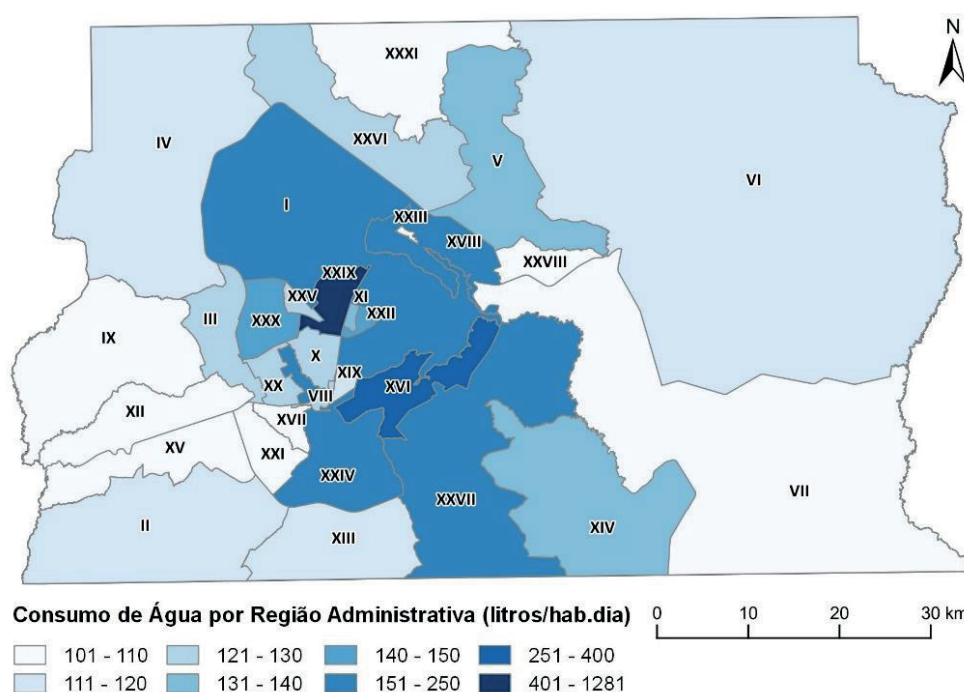 N
XXXI
IV
XXVI
V
VI
I
XXIII
XVIII
XXVIII
XXIX
XXV
XI
III
XXX
XXII
IX
X
XX
XIX
XVI
VIII
XII
XVII
XV
XXI
XXIV
XXVII
VII
II
XIII
XIV
Consumo de Água por Região Administrativa (litros/hab.dia)
0 10 20 30 km
101 - 110 121 - 130 140 - 150 251 - 400
111 - 120 131 - 140 151 - 250 401 - 1281